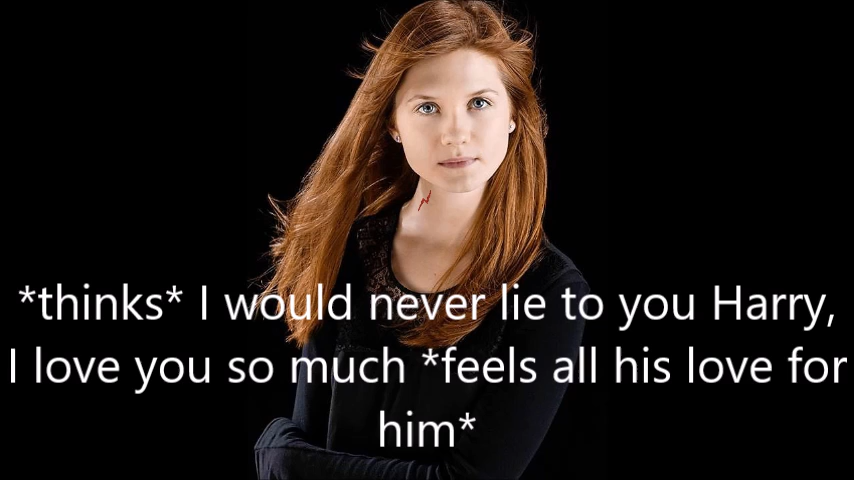 *thinks* I would never lie to you Harry,
I love you so much *feels all his love for
him*